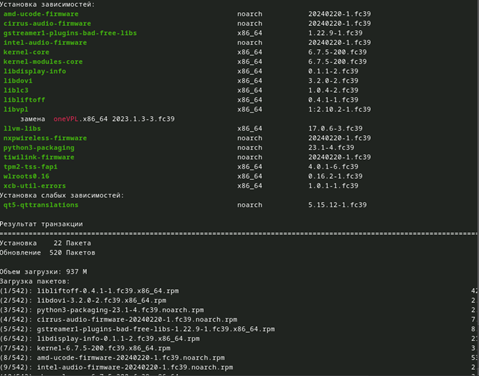 Установка зависимостей:
amd-ucode-firmware noarch 20240220-1.fc39
cirrus-audio-firmware noarch 20240220-1.fc39
gstreamer1-plugins-bad-free-libs x86_64 1.22.9-1.fc39
intel-audio-firmware noarch 20240220-1.fc39
kernel-core x86_64 6.7.5-200.fc39
kernel-modules-core x86_64 6.7.5-200.fc39
libdisplay-info x86_64 0.1.1-2.fc39
libdovi x86_64 3.2.0-2.fc39
liblc3 x86_64 1.0.4-2.fc39
libliftoff x86_64 0.4.1-1.fc39
libvpl x86_64 1:2.10.2-1.fc39
замена oneVPL.x86_64 2023.1.3-3.fc39
llvm-libs x86_64 17.0.6-3.fc39
nxpwireless-firmware noarch 20240220-1.fc39
python3-packaging noarch 23.1-4.fc39
tiwilink-firmware noarch 20240220-1.fc39
tpm2-tss-fapi x86_64 4.0.1-6.fc39
wlroots0.16 x86_64 0.16.2-1.fc39
xcb-util-errors x86_64 1.0.1-1.fc39
Установка слабых зависимостей:
qt5-qttranslations noarch 5.15.12-1.fc39
Результат транзакции
Установка 22 Пакета
Обновление 520 Пакетов
Объем загрузки: 937 M
Загрузка пакетов:
(1/542): libliftoff-0.4.1-1.fc39.x86_64.rpm
(2/542): libdovi-3.2.0-2.fc39.x86_64.rpm
(3/542): python3-packaging-23.1-4.fc39.noarch.rpm
(4/542): cirrus-audio-firmware-20240220-1.fc39.noarch.rpm
(5/542): gstreamer1-plugins-bad-free-libs-1.22.9-1.fc39.x86_64.rpm
(6/542): libdisplay-info-0.1.1-2.fc39.x86_64.rpm
(7/542): kernel-6.7.5-200.fc39.x86_64.rpm
(8/542): amd-ucode-firmware-20240220-1.fc39.noarch.rpm
(9/542): intel-audio-firmware-20240220-1.fc39.noarch.rpm